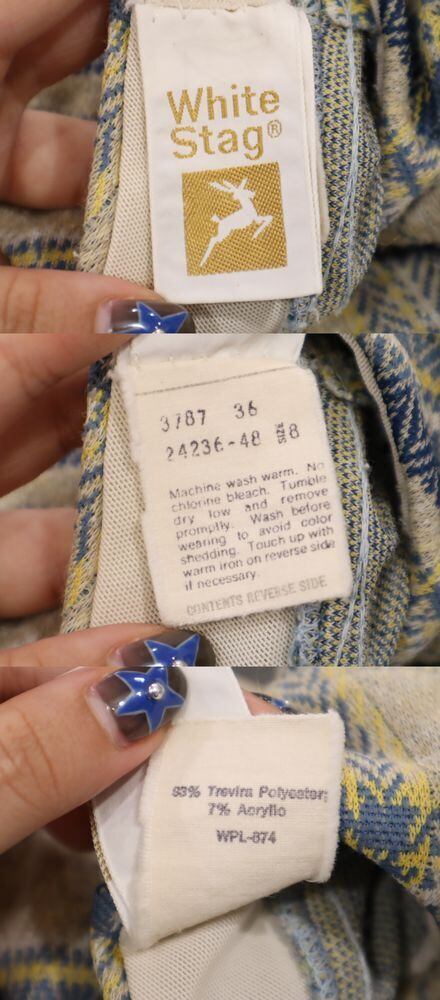 White
Stag®
3787 36
24236-48 SIZE 8
Machine wash warm. No
chlorine bleach. Tumble
dry low and remove
promptly. Wash before
wearing to avoid color
shedding. Touch up with
warm iron on reverse side
if necessary.
CONTENTS REVERSE SIDE
93% Trevira Polyester;
7% Acrylic
WPL-874